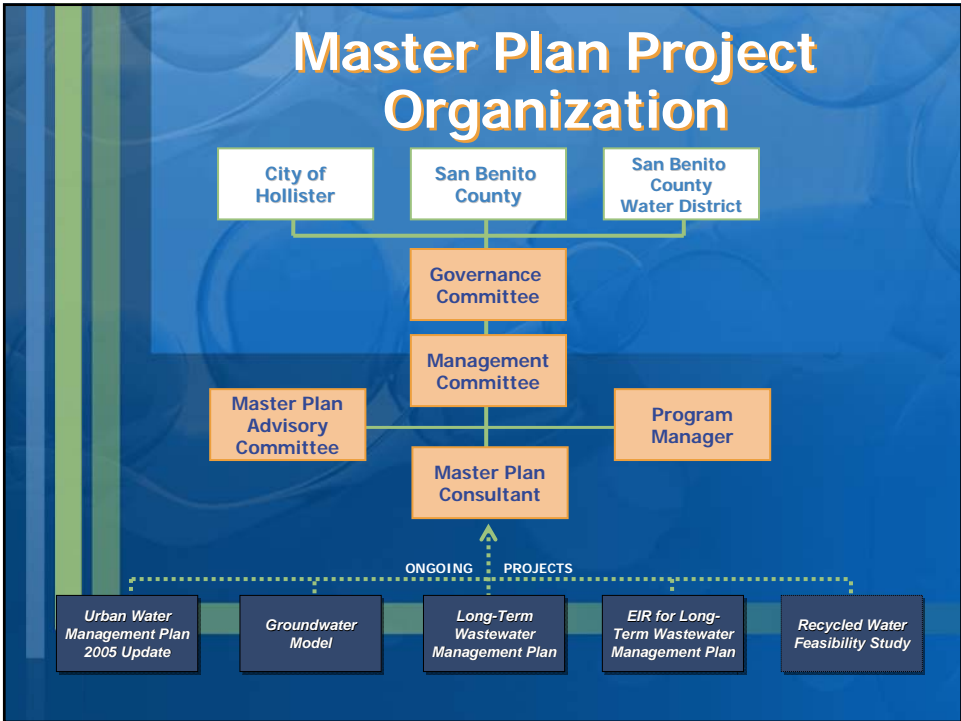 Master Plan Project
Organization
City of
Hollister
San Benito
County
San Benito
County
Water District
Governance
Committee
Management
Committee
Master Plan
Advisory
Committee
Program
Manager
Master Plan
Consultant
ONGOING PROJECTS
Urban Water
Management Plan
2005 Update
Groundwater
Model
Long-Term
Wastewater
Management Plan
EIR for Long-
Term Wastewater
Management Plan
Recycled Water
Feasibility Study